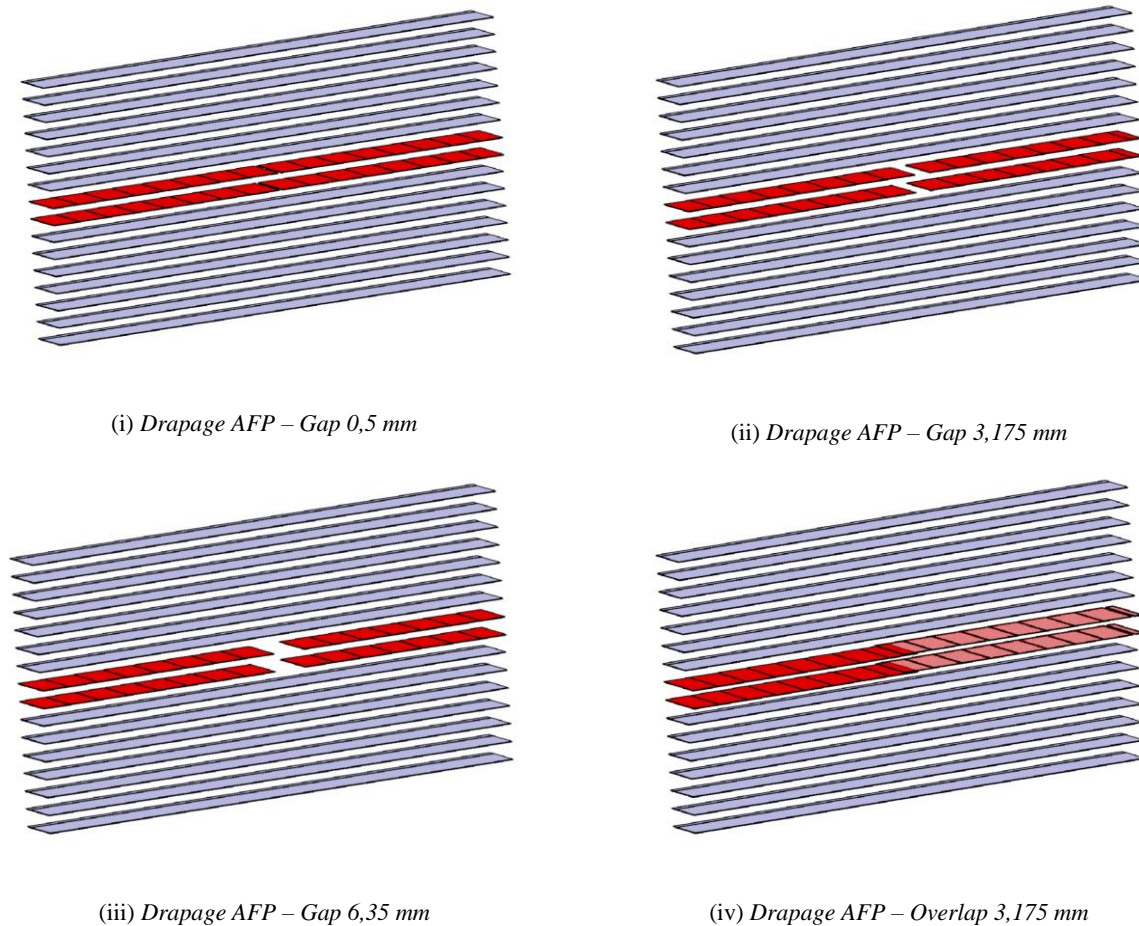 (i) Drapage AFP – Gap 0,5 mm
(ii) Drapage AFP – Gap 3,175 mm
(iii) Drapage AFP – Gap 6,35 mm
(iv) Drapage AFP – Overlap 3,175 mm